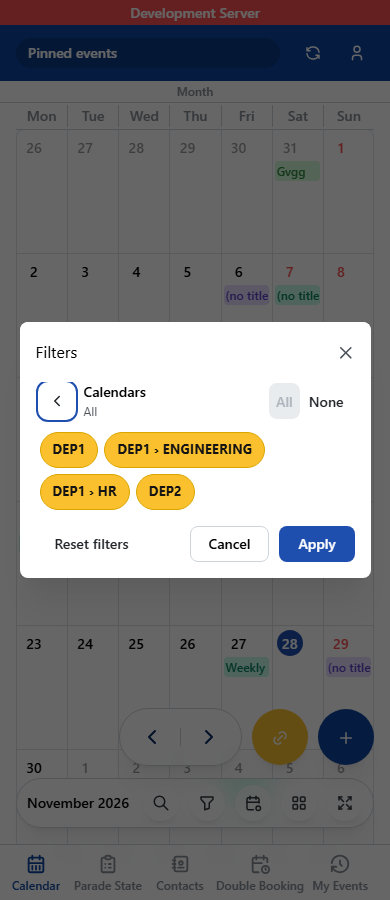 Development Server
Pinned events
Month
Mon Tue Wed Thu Fri Sat Sun
26 27 28 29 30 31 1
Gvgg
2 3 4 5 6 7 8
(no title (no title
Filters
Calendars
All
All None
DEP1 DEP1 › ENGINEERING
DEP1 › HR DEP2
Reset filters Cancel Apply
23 24 25 26 27 28 29
Weekly (no title
30 1 2 3 4 5 6
November 2026
Calendar Parade State Contacts Double Booking My Events